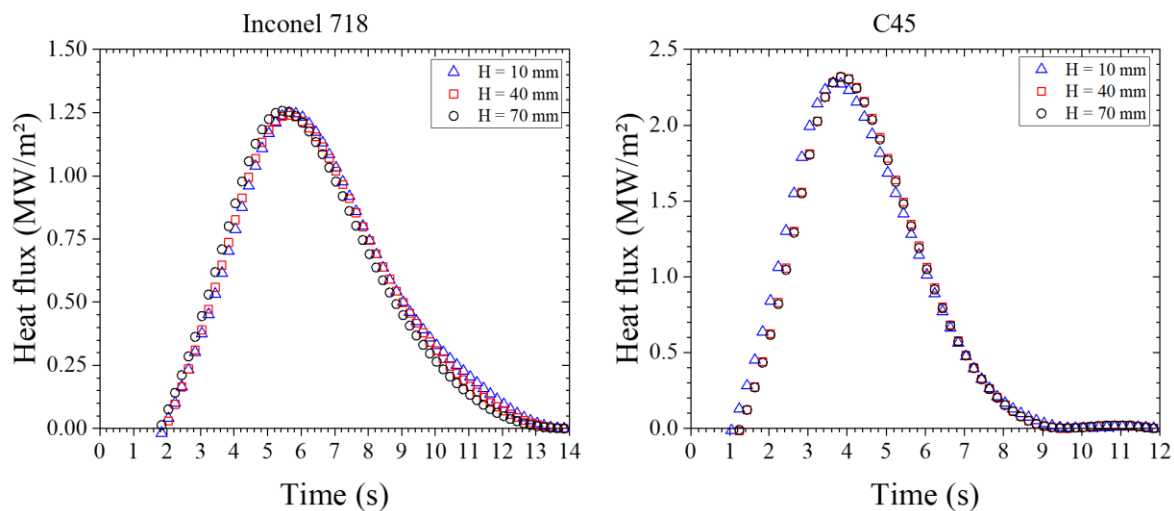 Inconel 718
1.50
1.25
1.00
0.75
0.50
0.25
0.00
Heat flux (MW/m²)
H = 10 mm
H = 40 mm
H = 70 mm
0 1 2 3 4 5 6 7 8 9 10 11 12 13 14
Time (s)
C45
2.5
2.0
1.5
1.0
0.5
0.0
Heat flux (MW/m²)
H = 10 mm
H = 40 mm
H = 70 mm
0 1 2 3 4 5 6 7 8 9 10 11 12
Time (s)